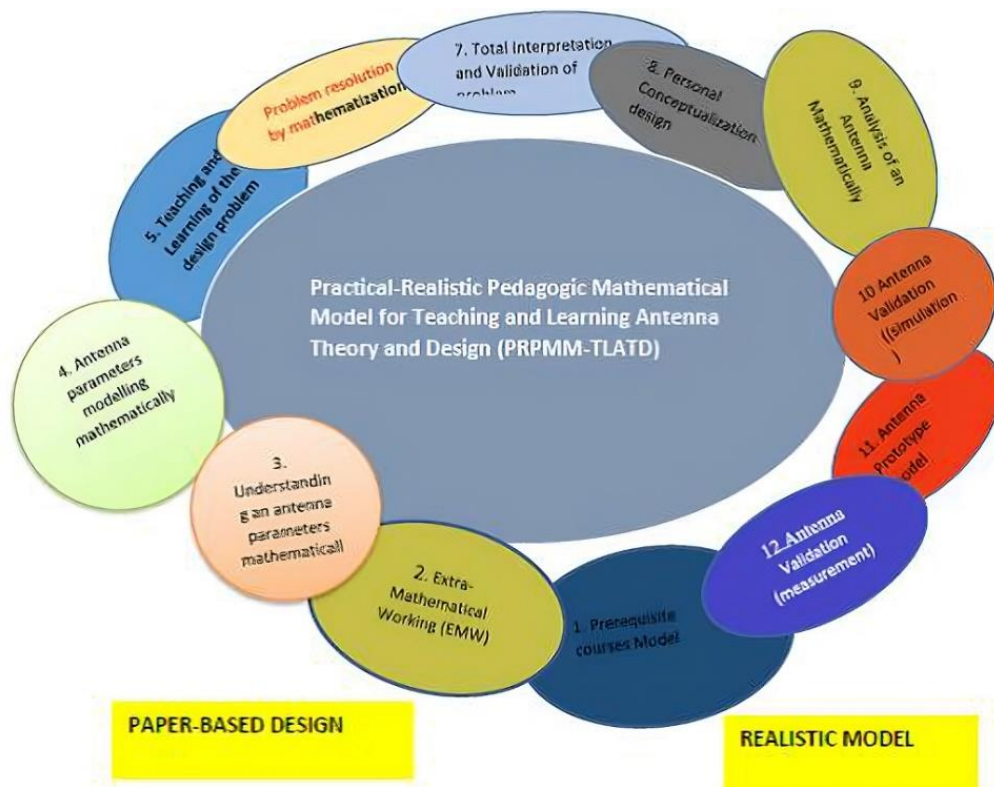 7. Total Interpretation
and Validation of
problem
8. Personal
Conceptualization
design
9. Analysis of an
Antenna
Mathematically
10 Antenna
Validation
((simulation
)
11. Antenna
Prototype
12 Antenna
Validation
(measurement)
1. Prerequisite
courses Model
2. Extra-
Mathematical
Working (EMW)
3.
Understandin
g an antenna
parameters
mathematicall
4. Antenna
parameters
modelling
mathematically
5. Teaching and
Learning of the
design problem
Problem resolution
by mathematization
Practical-Realistic Pedagogic Mathematical
Model for Teaching and Learning Antenna
Theory and Design (PRPMM-TLATD)
PAPER-BASED DESIGN
REALISTIC MODEL